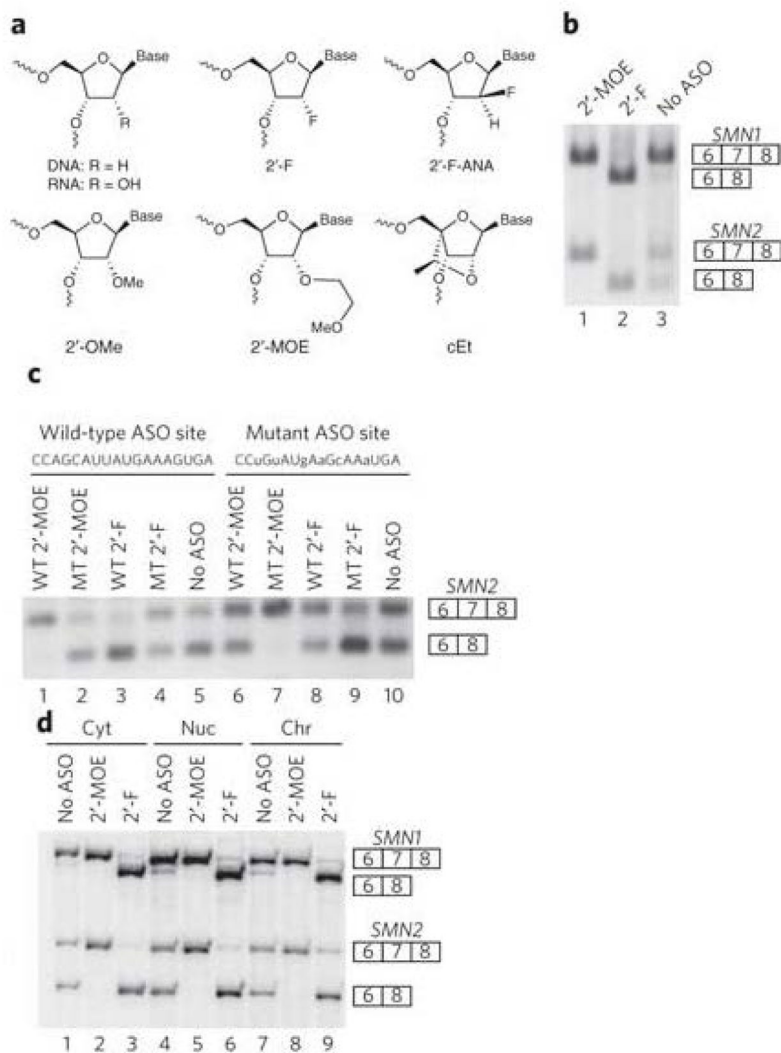 a
Base Base Base
O O O
O O O F
O R O F O H
DNA: R = H 2′-F 2′-F-ANA
RNA: R = OH
Base Base Base
O O O
O O O
O OMe O O O O
MeO
2′-OMe 2′-MOE cEt
b
2′-MOE 2′-F No ASO
SMN1
6 7 8
6 8
SMN2
6 7 8
6 8
1 2 3
c
Wild-type ASO site Mutant ASO site
CCAGCAUUAUGAAAGUGA CCuGuAUgAaGcAAaUGA
WT 2′-MOE MT 2′-MOE WT 2′-F MT 2′-F No ASO WT 2′-MOE MT 2′-MOE WT 2′-F MT 2′-F No ASO
SMN2
6 7 8
6 8
1 2 3 4 5 6 7 8 9 10
d
Cyt Nuc Chr
No ASO 2′-MOE 2′-F No ASO 2′-MOE 2′-F No ASO 2′-MOE 2′-F
SMN1
6 7 8
6 8
SMN2
6 7 8
6 8
1 2 3 4 5 6 7 8 9